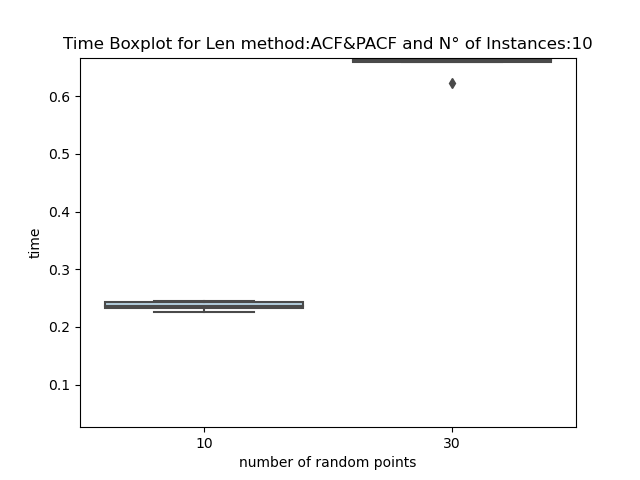 Time Boxplot for Len method:ACF&PACF and N° of Instances:10
0.6
0.5
0.4
0.3
0.2
0.1
time
10 30
number of random points